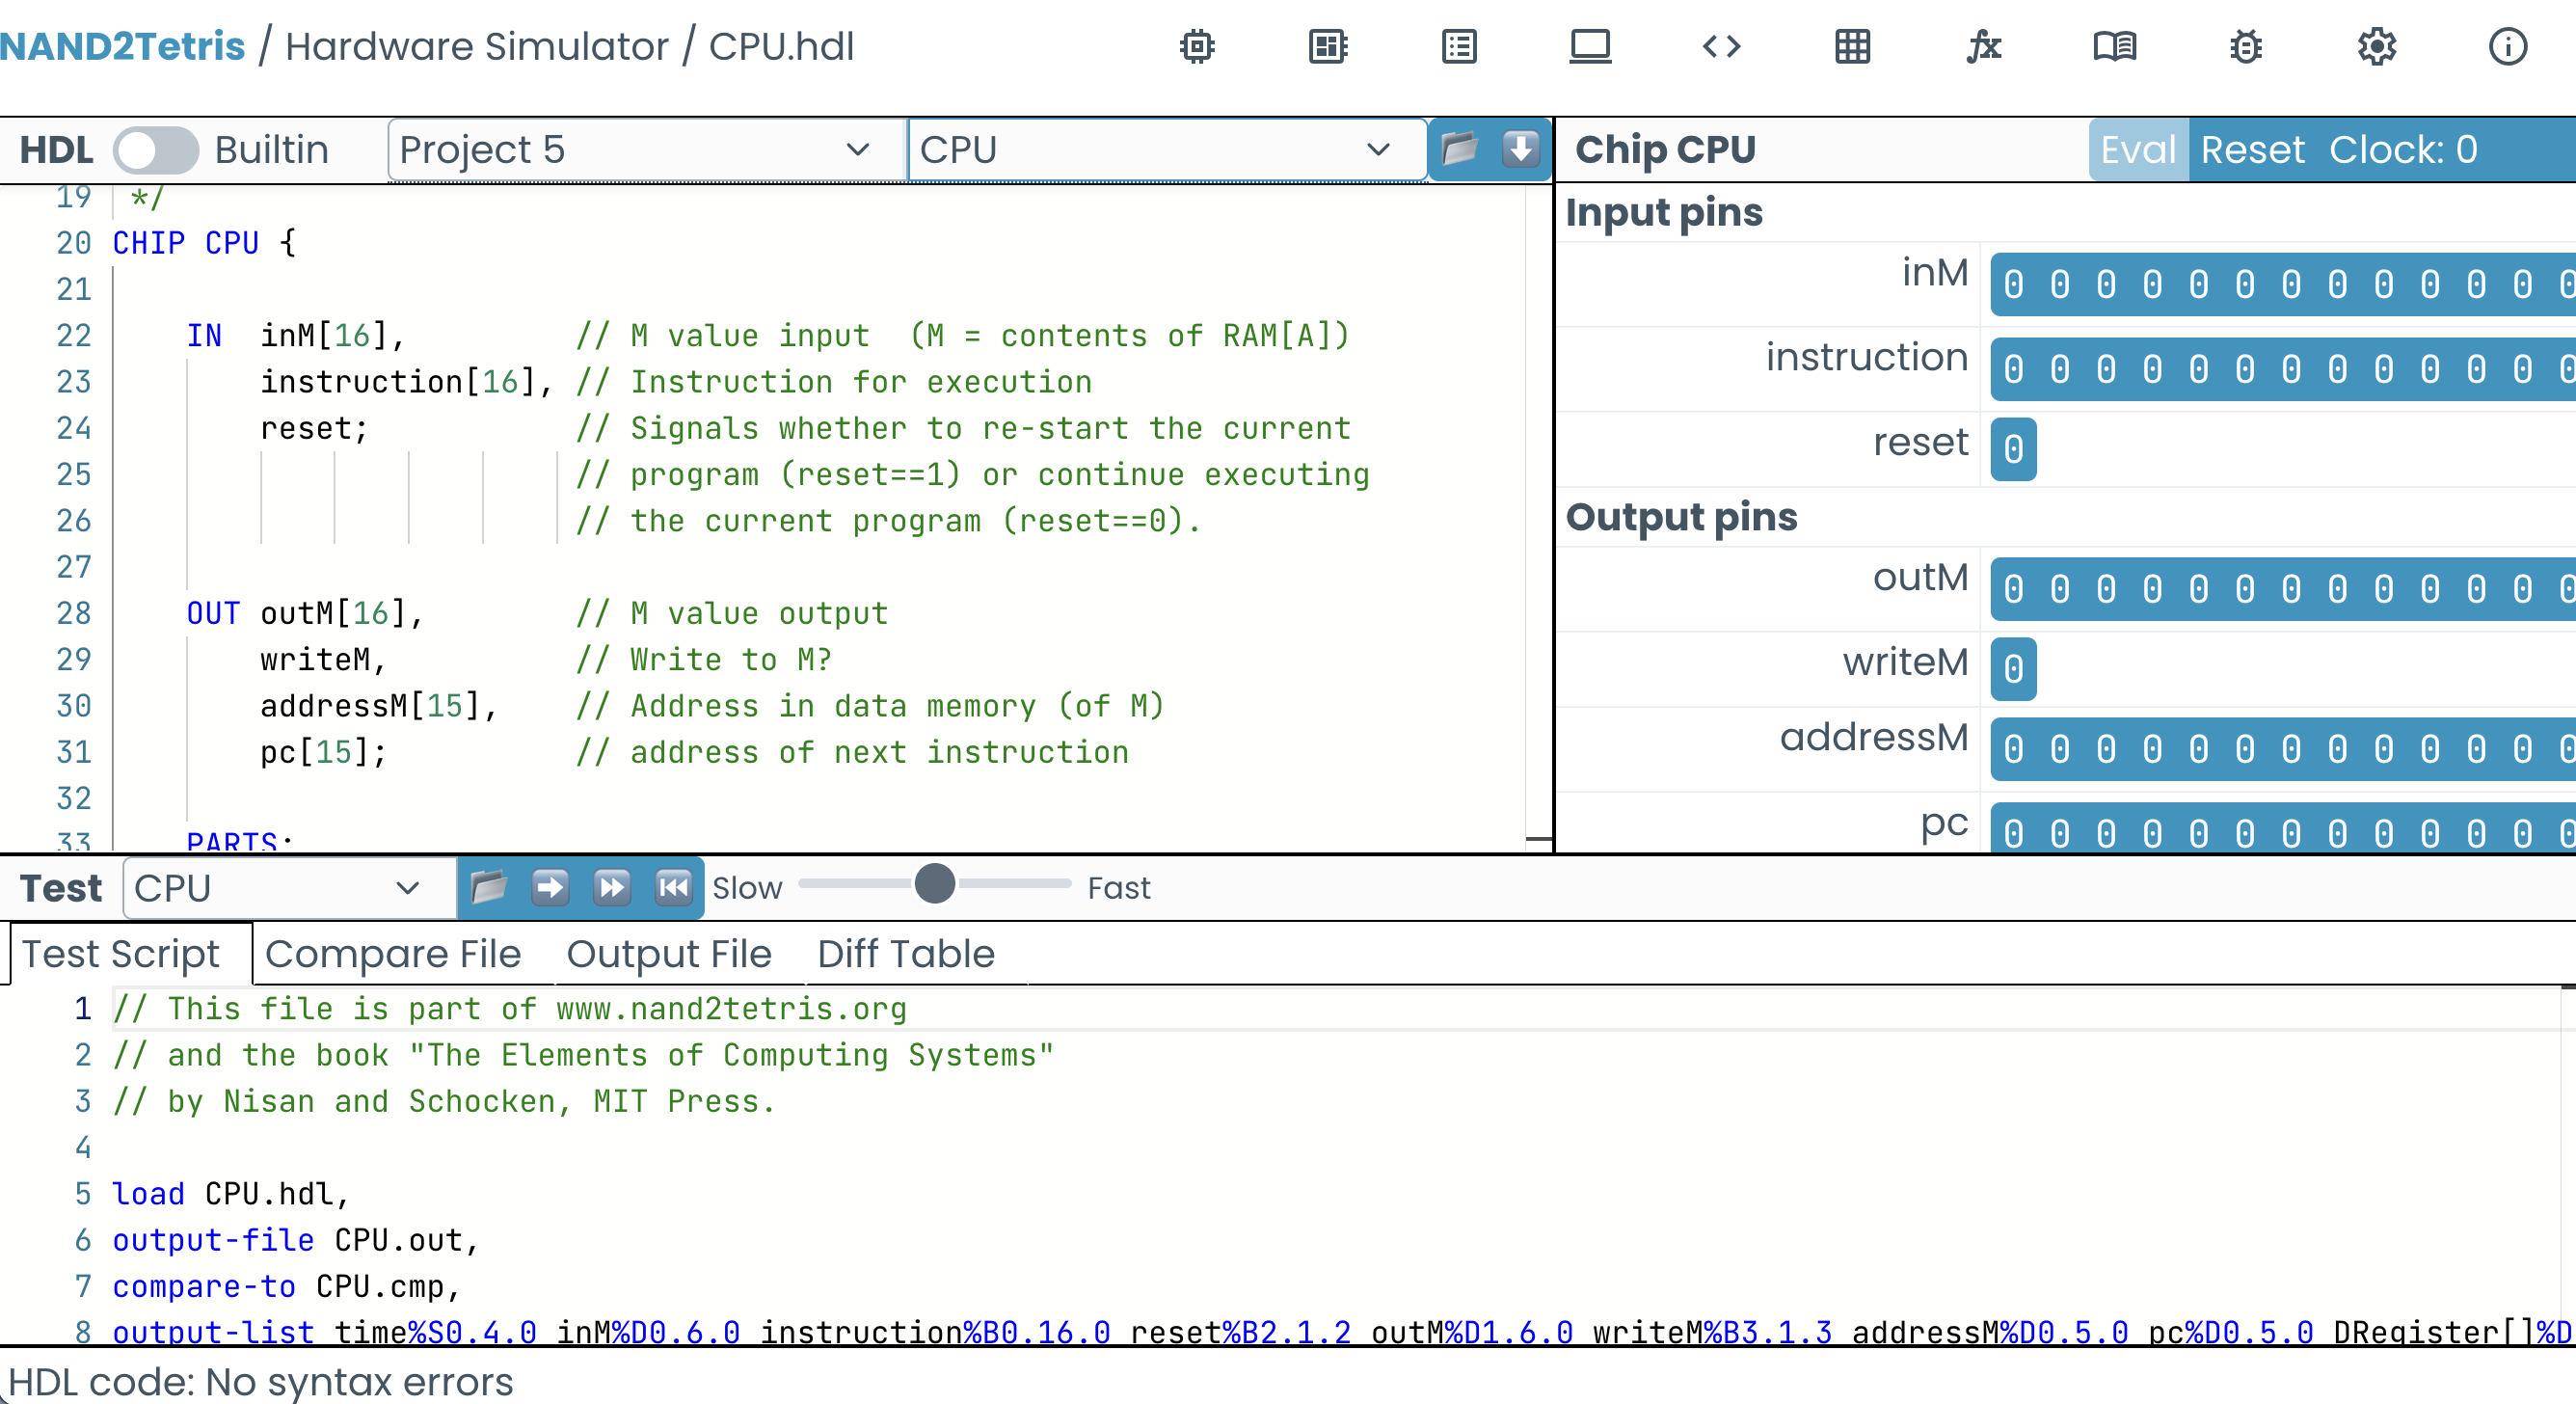 NAND2Tetris / Hardware Simulator / CPU.hdl
HDL Builtin Project 5 CPU
19 */
20 CHIP CPU {
21
22 IN inM[16], // M value input (M = contents of RAM[A])
23 instruction[16], // Instruction for execution
24 reset; // Signals whether to re-start the current
25 // program (reset==1) or continue executing
26 // the current program (reset==0).
27
28 OUT outM[16], // M value output
29 writeM, // Write to M?
30 addressM[15], // Address in data memory (of M)
31 pc[15]; // address of next instruction
32
33 PARTS:
Chip CPU Eval Reset Clock: 0
Input pins
inM 0 0 0 0 0 0 0 0 0 0 0 0 0
instruction 0 0 0 0 0 0 0 0 0 0 0 0 0
reset 0
Output pins
outM 0 0 0 0 0 0 0 0 0 0 0 0 0
writeM 0
addressM 0 0 0 0 0 0 0 0 0 0 0 0 0
pc 0 0 0 0 0 0 0 0 0 0 0 0 0
Test CPU Slow Fast
Test Script Compare File Output File Diff Table
1 // This file is part of www.nand2tetris.org
2 // and the book "The Elements of Computing Systems"
3 // by Nisan and Schocken, MIT Press.
4
5 load CPU.hdl,
6 output-file CPU.out,
7 compare-to CPU.cmp,
8 output-list time%S0.4.0 inM%D0.6.0 instruction%B0.16.0 reset%B2.1.2 outM%D1.6.0 writeM%B3.1.3 addressM%D0.5.0 pc%D0.5.0 DRegister[]%D
HDL code: No syntax errors